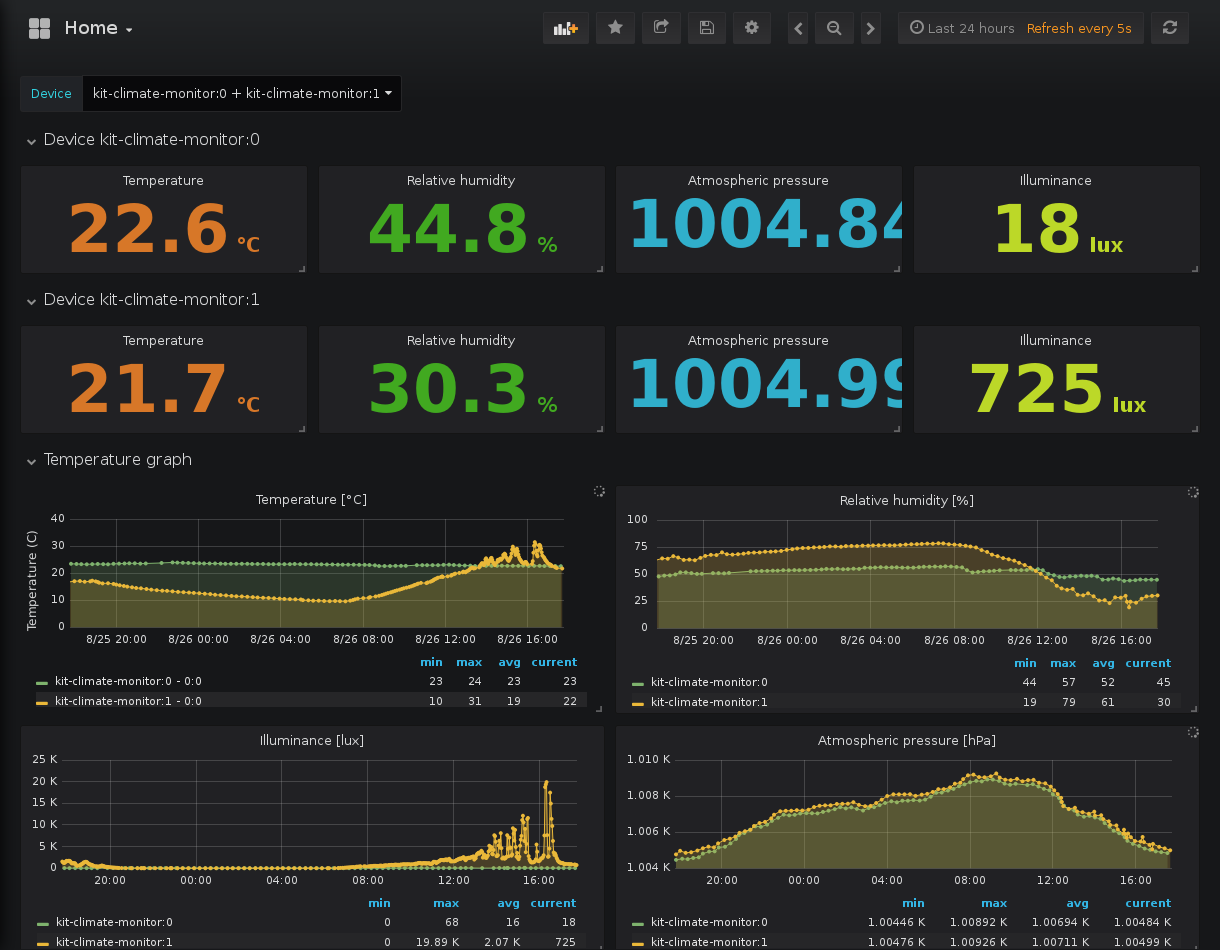 Home
Last 24 hours Refresh every 5s
Device kit-climate-monitor:0 + kit-climate-monitor:1
Device kit-climate-monitor:0
Temperature Relative humidity Atmospheric pressure Illuminance
22.6 °C 44.8 % 1004.84 18 lux
Device kit-climate-monitor:1
Temperature Relative humidity Atmospheric pressure Illuminance
21.7 °C 30.3 % 1004.99 725 lux
Temperature graph
Temperature [°C]
Temperature (C)
40
30
20
10
0
8/25 20:00 8/26 00:00 8/26 04:00 8/26 08:00 8/26 12:00 8/26 16:00
min max avg current
kit-climate-monitor:0 - 0:0 23 24 23 23
kit-climate-monitor:1 - 0:0 10 31 19 22
Relative humidity [%]
100
75
50
25
0
8/25 20:00 8/26 00:00 8/26 04:00 8/26 08:00 8/26 12:00 8/26 16:00
min max avg current
kit-climate-monitor:0 44 57 52 45
kit-climate-monitor:1 19 79 61 30
Illuminance [lux]
25 K
20 K
15 K
10 K
5 K
0
20:00 00:00 04:00 08:00 12:00 16:00
min max avg current
kit-climate-monitor:0 0 68 16 18
kit-climate-monitor:1 0 19.89 K 2.07 K 725
Atmospheric pressure [hPa]
1.010 K
1.008 K
1.006 K
1.004 K
20:00 00:00 04:00 08:00 12:00 16:00
min max avg current
kit-climate-monitor:0 1.00446 K 1.00892 K 1.00694 K 1.00484 K
kit-climate-monitor:1 1.00476 K 1.00926 K 1.00711 K 1.00499 K